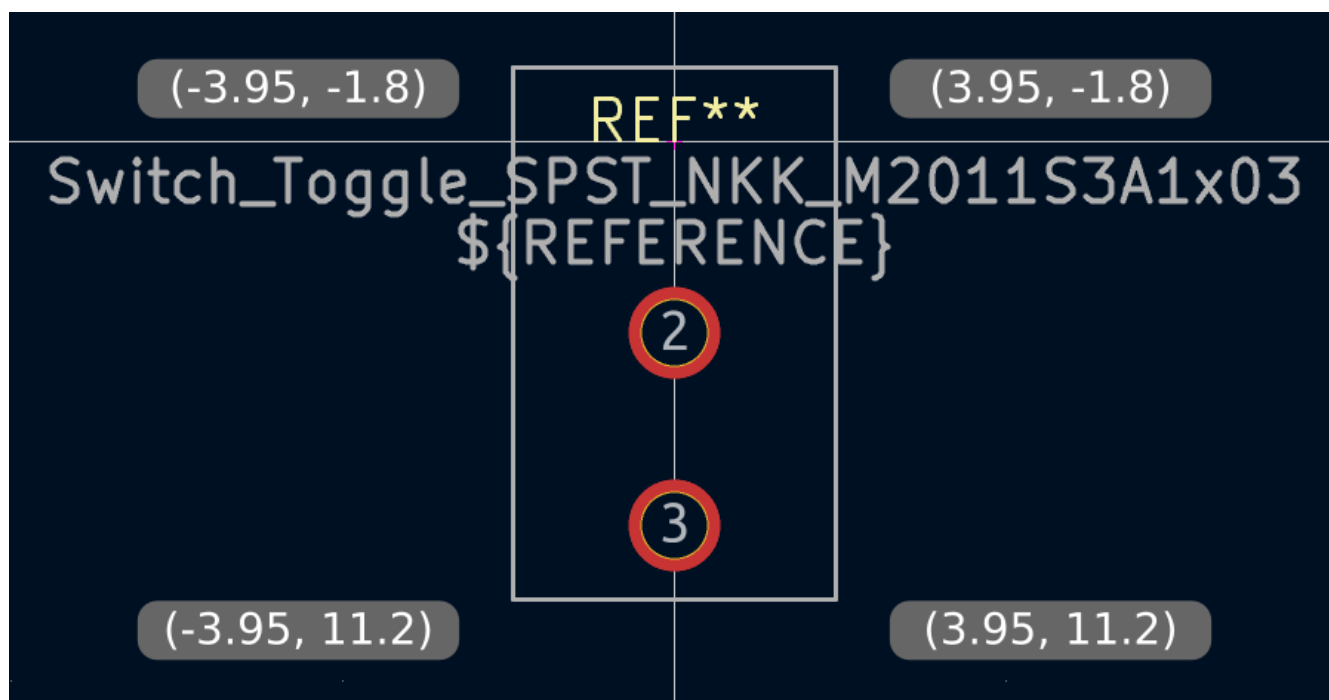 (-3.95, -1.8)
(3.95, -1.8)
REF**
Switch_Toggle_SPST_NKK_M2011S3A1x03
${REFERENCE}
2
3
(-3.95, 11.2)
(3.95, 11.2)